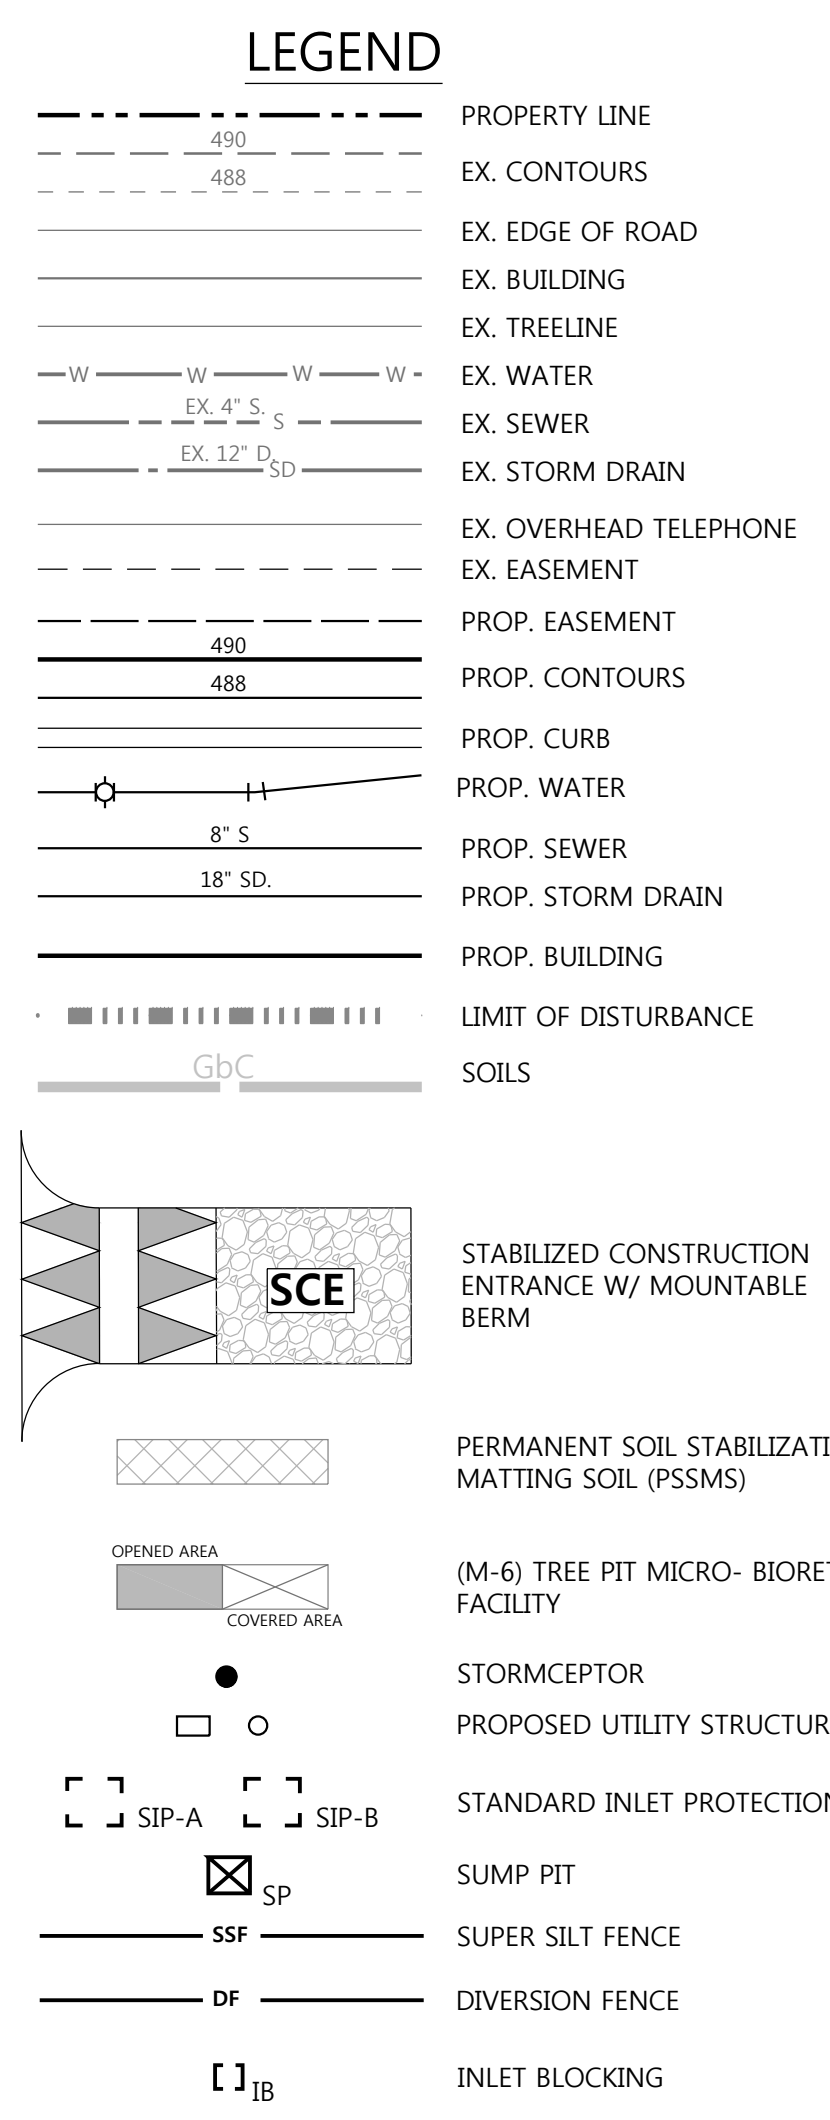 LEGEND
PROPERTY LINE
490
EX. CONTOURS
488
EX. EDGE OF ROAD
EX. BUILDING
EX. TREELINE
W W W W EX. WATER
EX. 4" S.
S EX. SEWER
EX. 12" D.
SD EX. STORM DRAIN
EX. OVERHEAD TELEPHONE
EX. EASEMENT
PROP. EASEMENT
490
PROP. CONTOURS
488
PROP. CURB
PROP. WATER
8" S
PROP. SEWER
18" SD.
PROP. STORM DRAIN
PROP. BUILDING
LIMIT OF DISTURBANCE
GbC SOILS
SCE
STABILIZED CONSTRUCTION
ENTRANCE W/ MOUNTABLE
BERM
PERMANENT SOIL
MATTING SOIL (PSSMS)
OPENED AREA
COVERED AREA
(M-6) TREE PIT MICRO-
FACILITY
STORMCEPTOR
PROPOSED UTILITY
SIP-A SIP-B STANDARD INLET
SP SUMP PIT
SSF SUPER SILT FENCE
DF DIVERSION FENCE
IB INLET BLOCKING